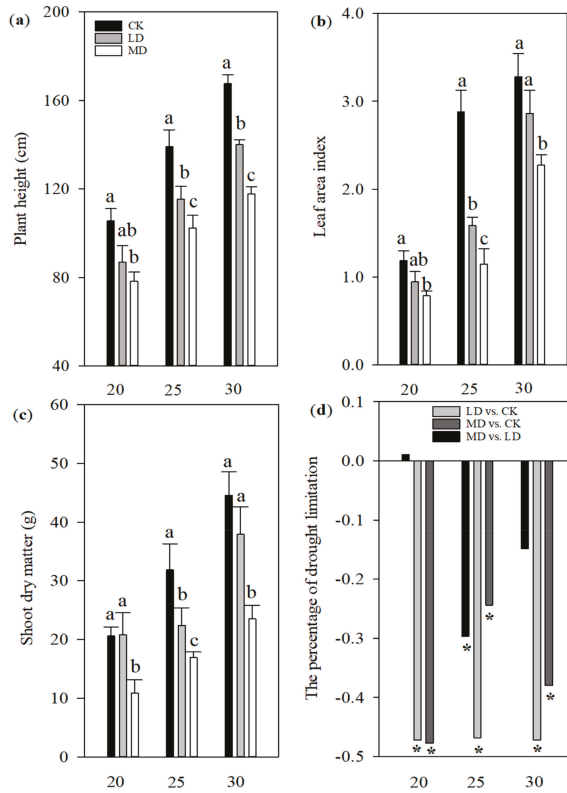 (a)
CK
LD
MD
Plant height (cm)
200
160
120
80
40
a
ab
b
a
b
c
a
b
c
20 25 30
(b)
Leaf area index
4.0
3.0
2.0
1.0
0.0
a
ab
b
a
b
c
a
a
b
20 25 30
(c)
Shoot dry matter (g)
60
50
40
30
20
10
0
a
a
b
a
b
c
a
a
b
20 25 30
(d)
LD vs. CK
MD vs. CK
MD vs. LD
The percentage of drought limitation
0.1
0.0
-0.1
-0.2
-0.3
-0.4
-0.5
* *
* * *
* *
20 25 30